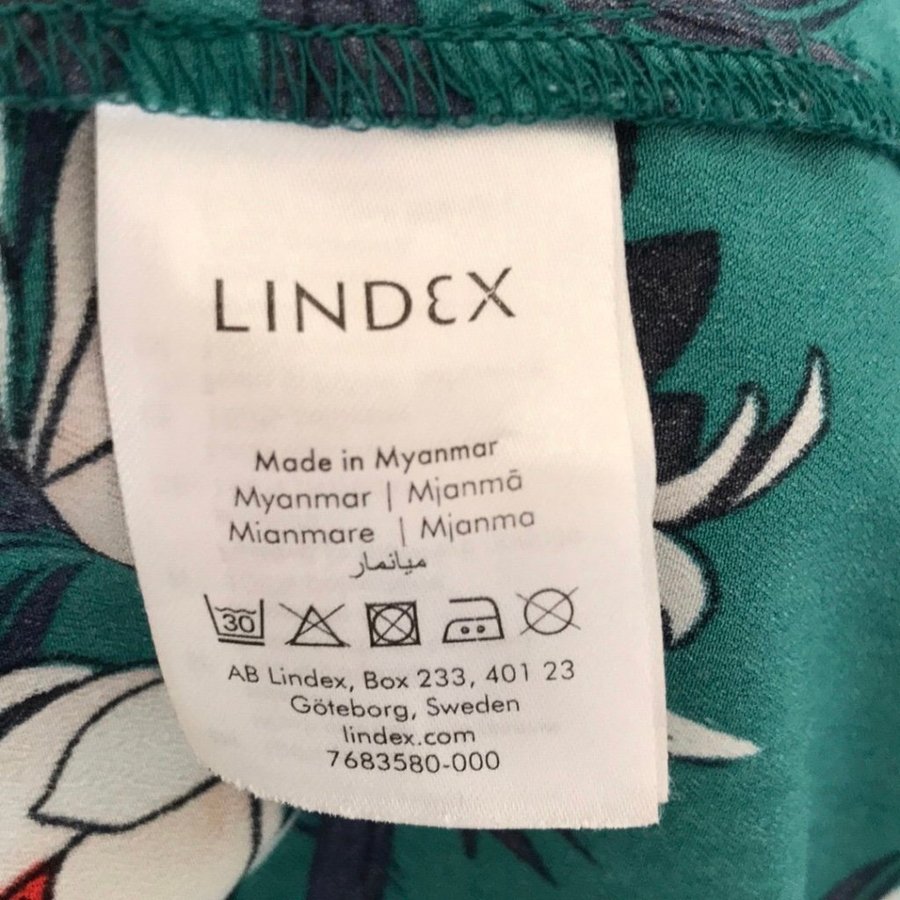 LINDEX
Made in Myanmar
Myanmar | Mjanmā
Mianmare | Mjanma
ميانمار
30
AB Lindex, Box 233, 401 23
Göteborg, Sweden
lindex.com
7683580-000